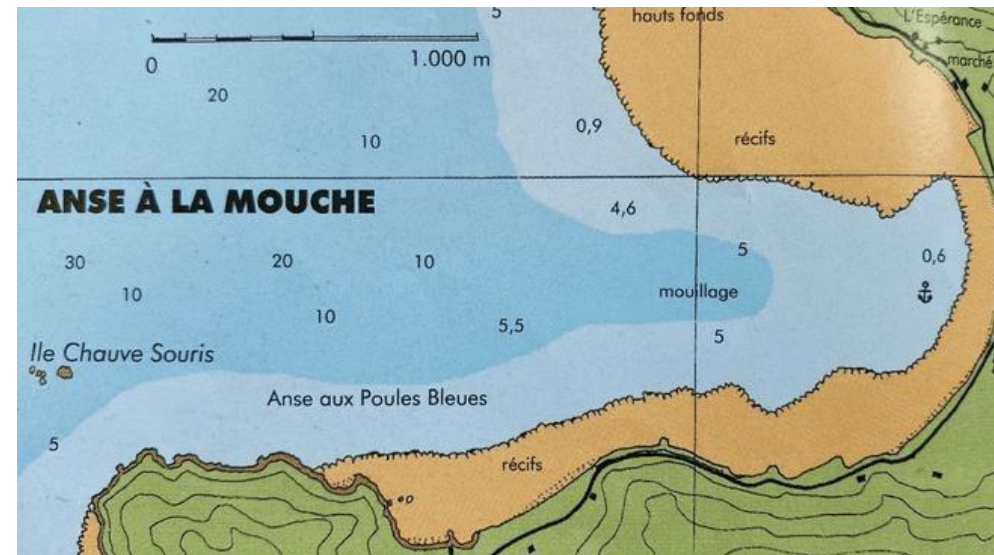 5
hauts fonds
L'Espérance
0
1.000 m
marché
20
0,9
10
récifs
ANSE À LA MOUCHE
4,6
5
30
20
10
0,6
10
mouillage
10
5,5
5
Ile Chauve Souris
Anse aux Poules Bleues
5
récifs